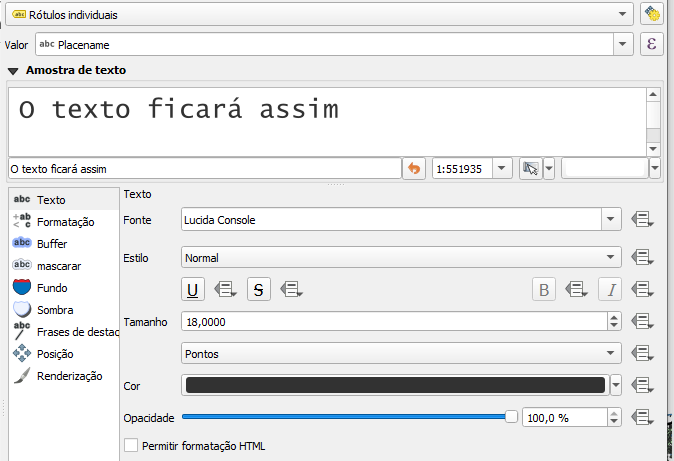 abc Rótulos individuais
Valor abc Placename ε
Amostra de texto
O texto ficará assim
O texto ficará assim 1:551935
abc Texto
+ab < c Formatação
abc Buffer
abc mascarar
Fundo
Sombra
abc Frases de destac
Posição
Renderização
Texto
Fonte Lucida Console
Estilo Normal
U S B I
Tamanho 18,0000
Pontos
Cor
Opacidade 100,0 %
Permitir formatação HTML